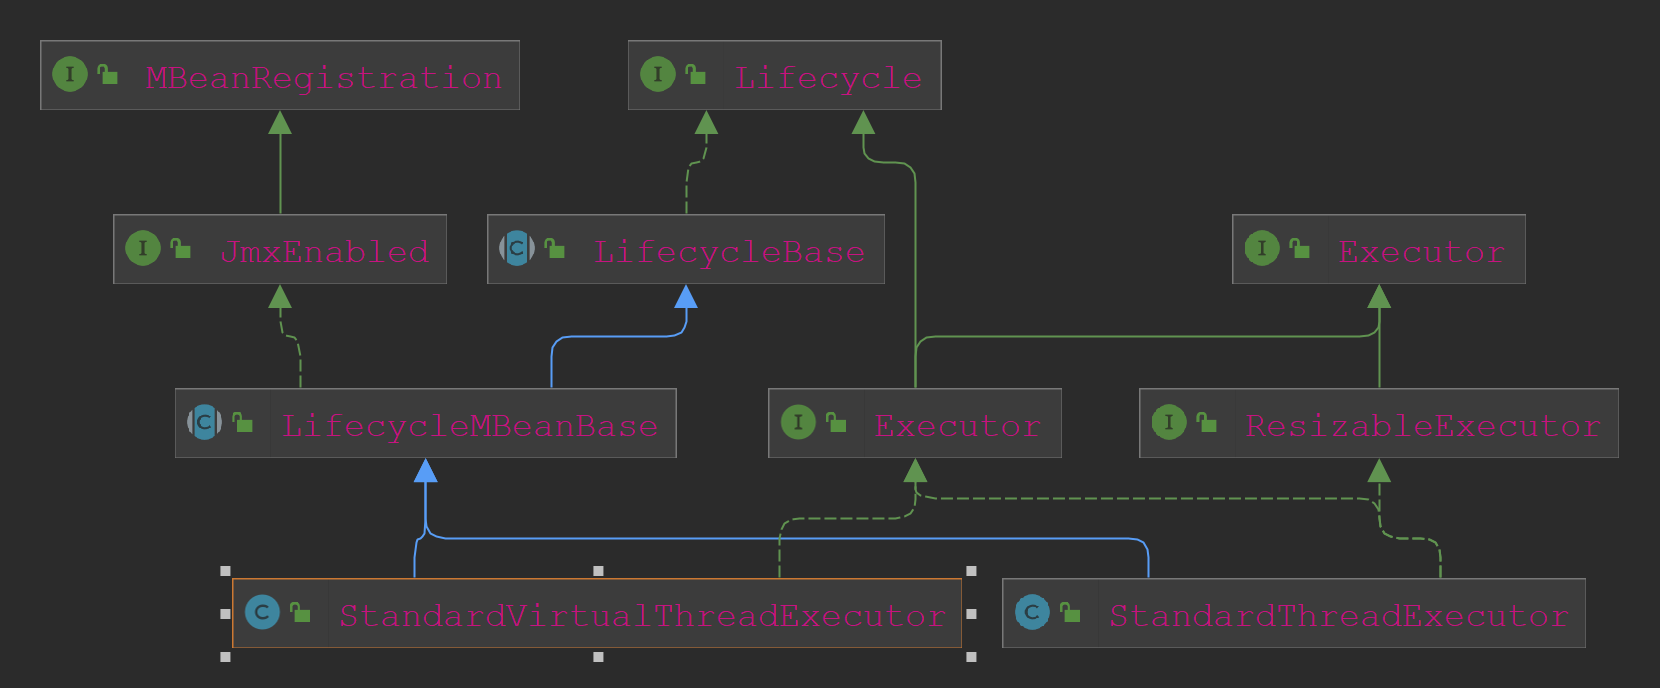 I MBeanRegistration
I Lifecycle
I JmxEnabled
C LifecycleBase
I Executor
C LifecycleMBeanBase
I Executor
I ResizableExecutor
C StandardVirtualThreadExecutor
C StandardThreadExecutor